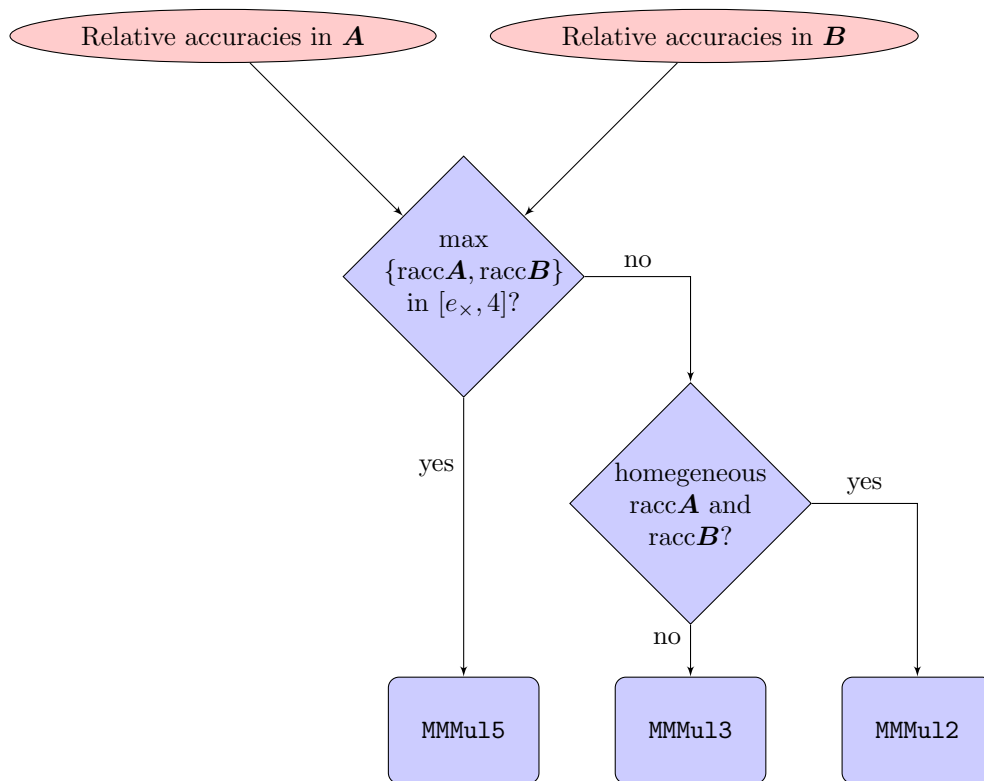 Relative accuracies in A
Relative accuracies in B
max
{raccA, raccB}
in [e×, 4]?
no
yes
homegeneous
raccA and
raccB?
yes
no
MMMul5
MMMul3
MMMul2